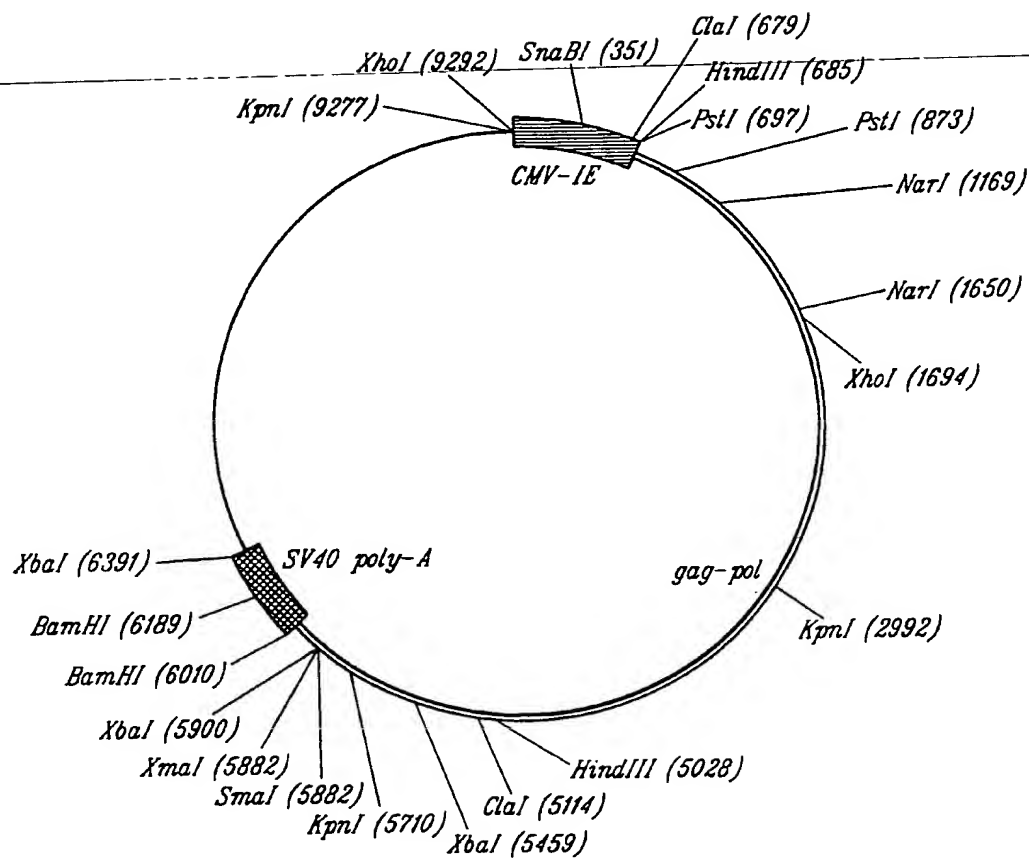 XhoI (9292)
SnaBI (351)
ClaI (679)
HindIII (685)
KpnI (9277)
PstI (697)
PstI (873)
CMV-IE
NarI (1169)
NarI (1650)
XhoI (1694)
XbaI (6391)
SV40 poly-A
gag-pol
BamHI (6189)
KpnI (2992)
BamHI (6010)
XbaI (5900)
XmaI (5882)
HindIII (5028)
SmaI (5882)
ClaI (5114)
KpnI (5710)
XbaI (5459)